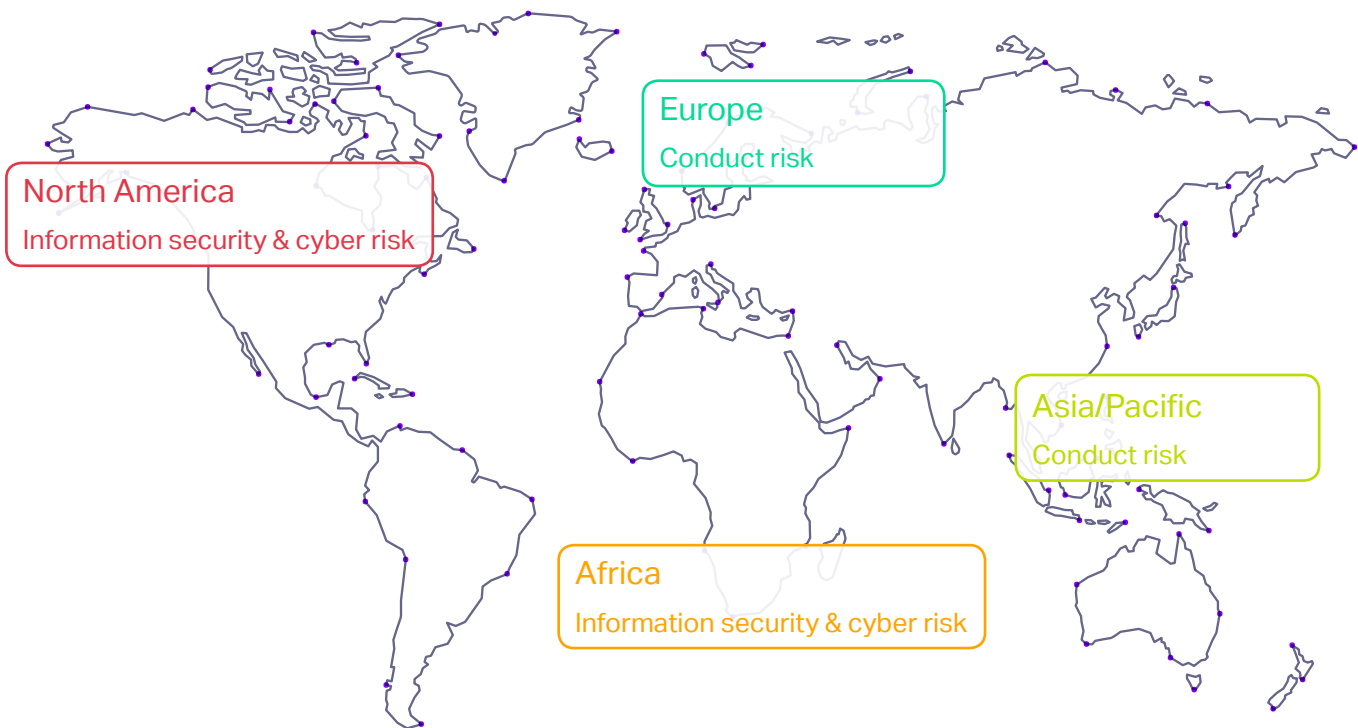 Europe
Conduct risk
North America
Information security & cyber risk
Asia/Pacific
Conduct risk
Africa
Information security & cyber risk